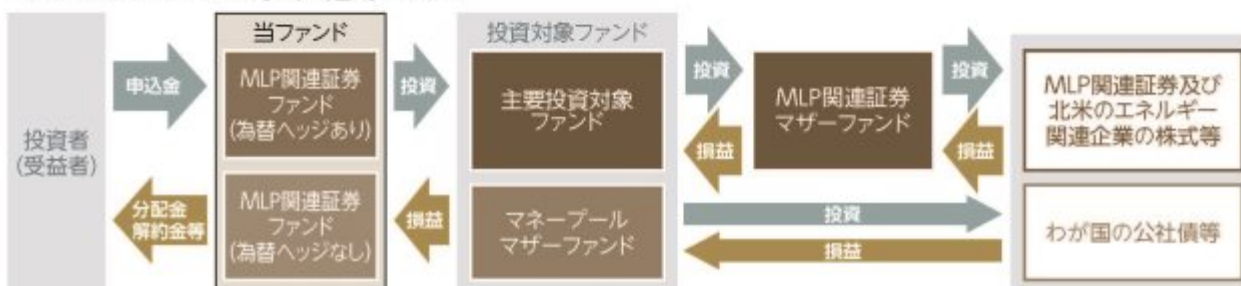 投資者
(受益者)
申込金
分配金
解約金等
当ファンド
MLP関連証券
ファンド
(為替ヘッジあり)
MLP関連証券
ファンド
(為替ヘッジなし)
投資
損益
投資対象ファンド
主要投資対象
ファンド
マネープール
マザーファンド
投資
損益
MLP関連証券
マザーファンド
投資
損益
投資
損益
MLP関連証券及び
北米のエネルギー
関連企業の株式等
わが国の公社債等